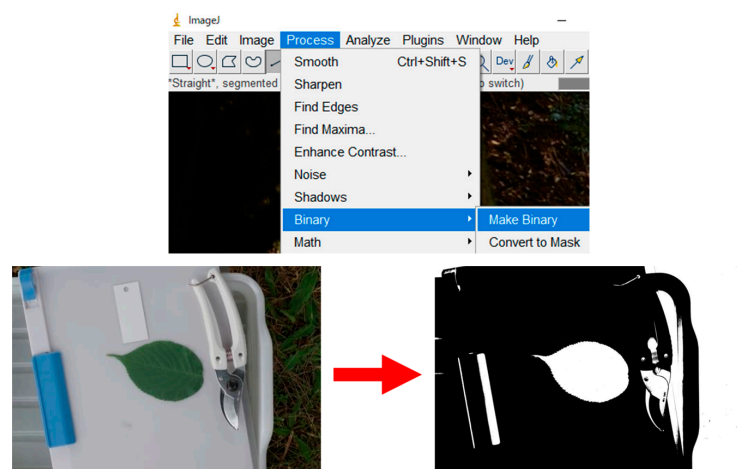 ImageJ
File Edit Image Process Analyze Plugins Window Help
Dev
*Straight*, segmented
switch)
Smooth Ctrl+Shift+S
Sharpen
Find Edges
Find Maxima...
Enhance Contrast...
Noise
Shadows
Binary
Make Binary
Math
Convert to Mask